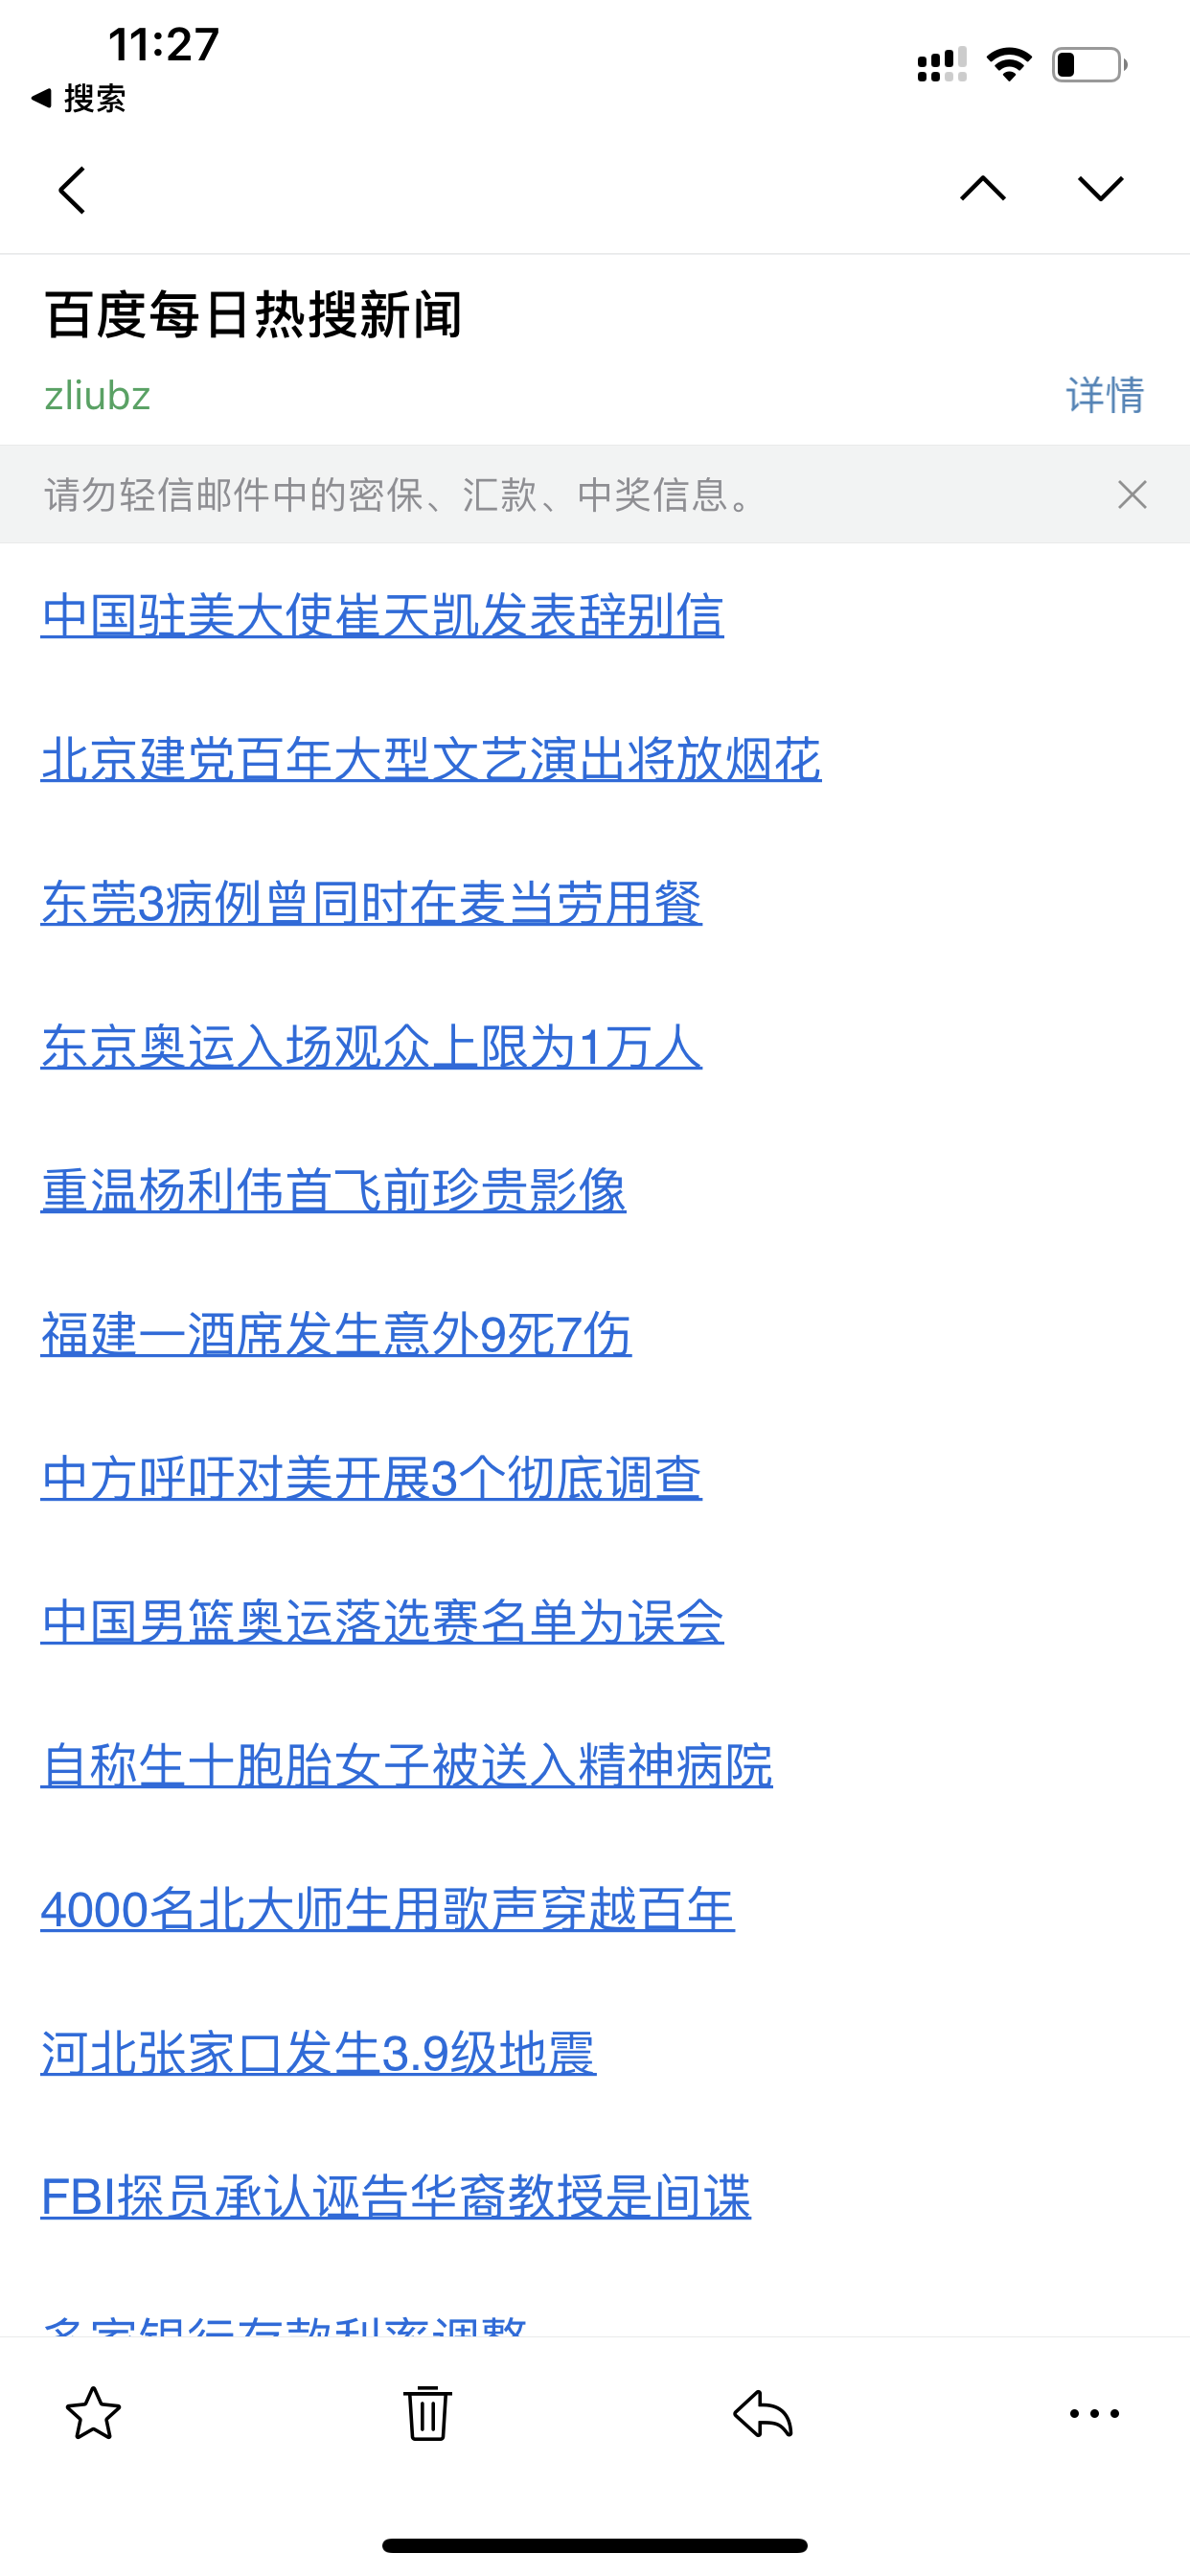 11:27
搜索
百度每日热搜新闻
zliubz
详情
请勿轻信邮件中的密保、汇款、中奖信息。
中国驻美大使崔天凯发表辞别信
北京建党百年大型文艺演出将放烟花
东莞3病例曾同时在麦当劳用餐
东京奥运入场观众上限为1万人
重温杨利伟首飞前珍贵影像
福建一酒席发生意外9死7伤
中方呼吁对美开展3个彻底调查
中国男篮奥运落选赛名单为误会
自称生十胞胎女子被送入精神病院
4000名北大师生用歌声穿越百年
河北张家口发生3.9级地震
FBI探员承认诬告华裔教授是间谍
多家银行存款利率调整